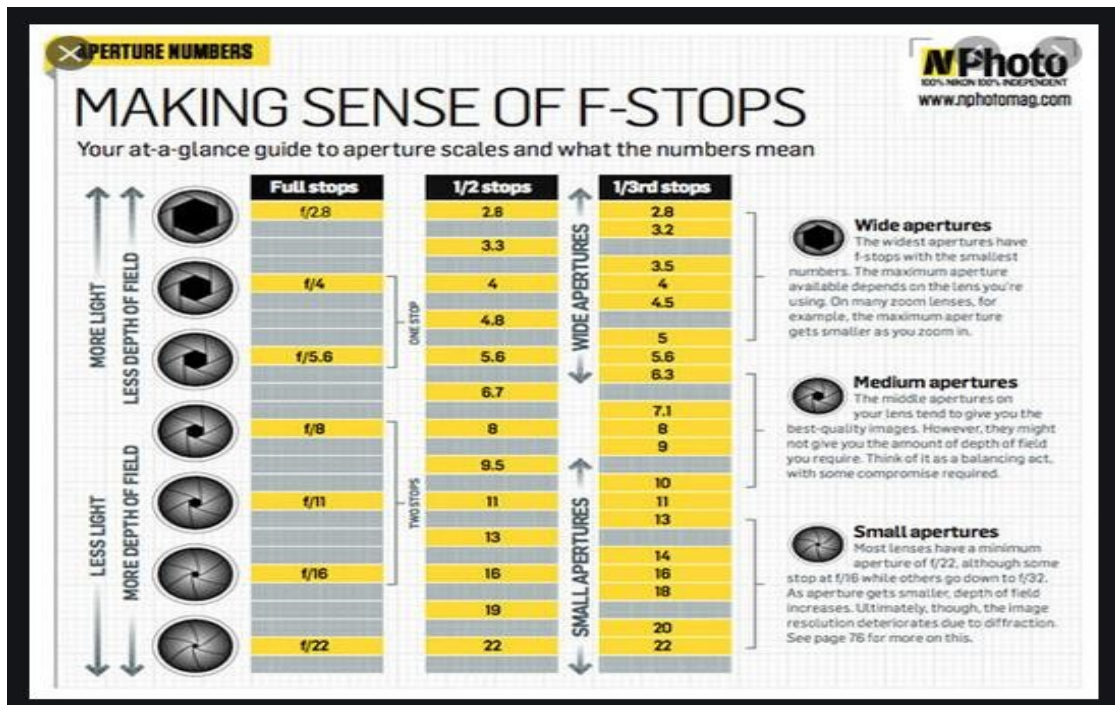 APERTURE NUMBERS
NPhoto
100% NIKON 100% INDEPENDENT
www.nphotomag.com
MAKING SENSE OF F-STOPS
Your at-a-glance guide to aperture scales and what the numbers mean
MORE LIGHT
LESS DEPTH OF FIELD
LESS LIGHT
MORE DEPTH OF FIELD
Full stops
f/2.8
f/4
f/5.6
f/8
f/11
f/16
f/22
ONE STOP
TWO STOPS
1/2 stops
2.8
3.3
4
4.8
5.6
6.7
8
9.5
11
13
16
19
22
WIDE APERTURES
SMALL APERTURES
1/3rd stops
2.8
3.2
3.5
4
4.5
5
5.6
6.3
7.1
8
9
10
11
13
14
16
18
20
22
Wide apertures
The widest apertures have
f-stops with the smallest
numbers. The maximum aperture
available depends on the lens you're
using. On many zoom lenses, for
example, the maximum aperture
gets smaller as you zoom in.
Medium apertures
The middle apertures on
your lens tend to give you the
best-quality images. However, they might
not give you the amount of depth of field
you require. Think of it as a balancing act,
with some compromise required.
Small apertures
Most lenses have a minimum
aperture of f/22, although some
stop at f/16 while others go down to f/32.
As aperture gets smaller, depth of field
increases. Ultimately, though, the image
resolution deteriorates due to diffraction.
See page 76 for more on this.